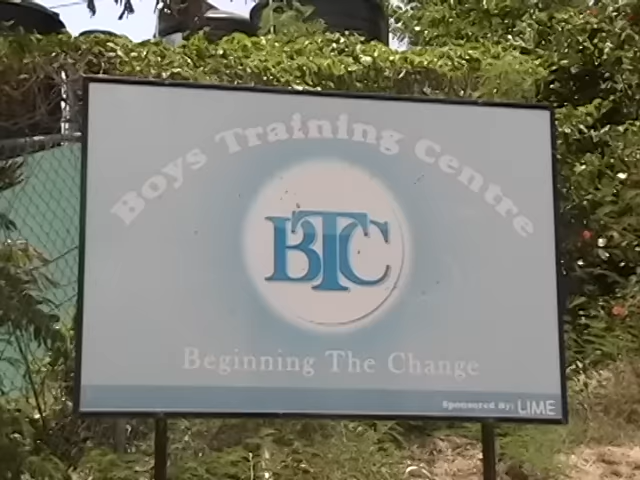 Boys Training Centre
BTC
Beginning The Change
Sponsored By: LIME